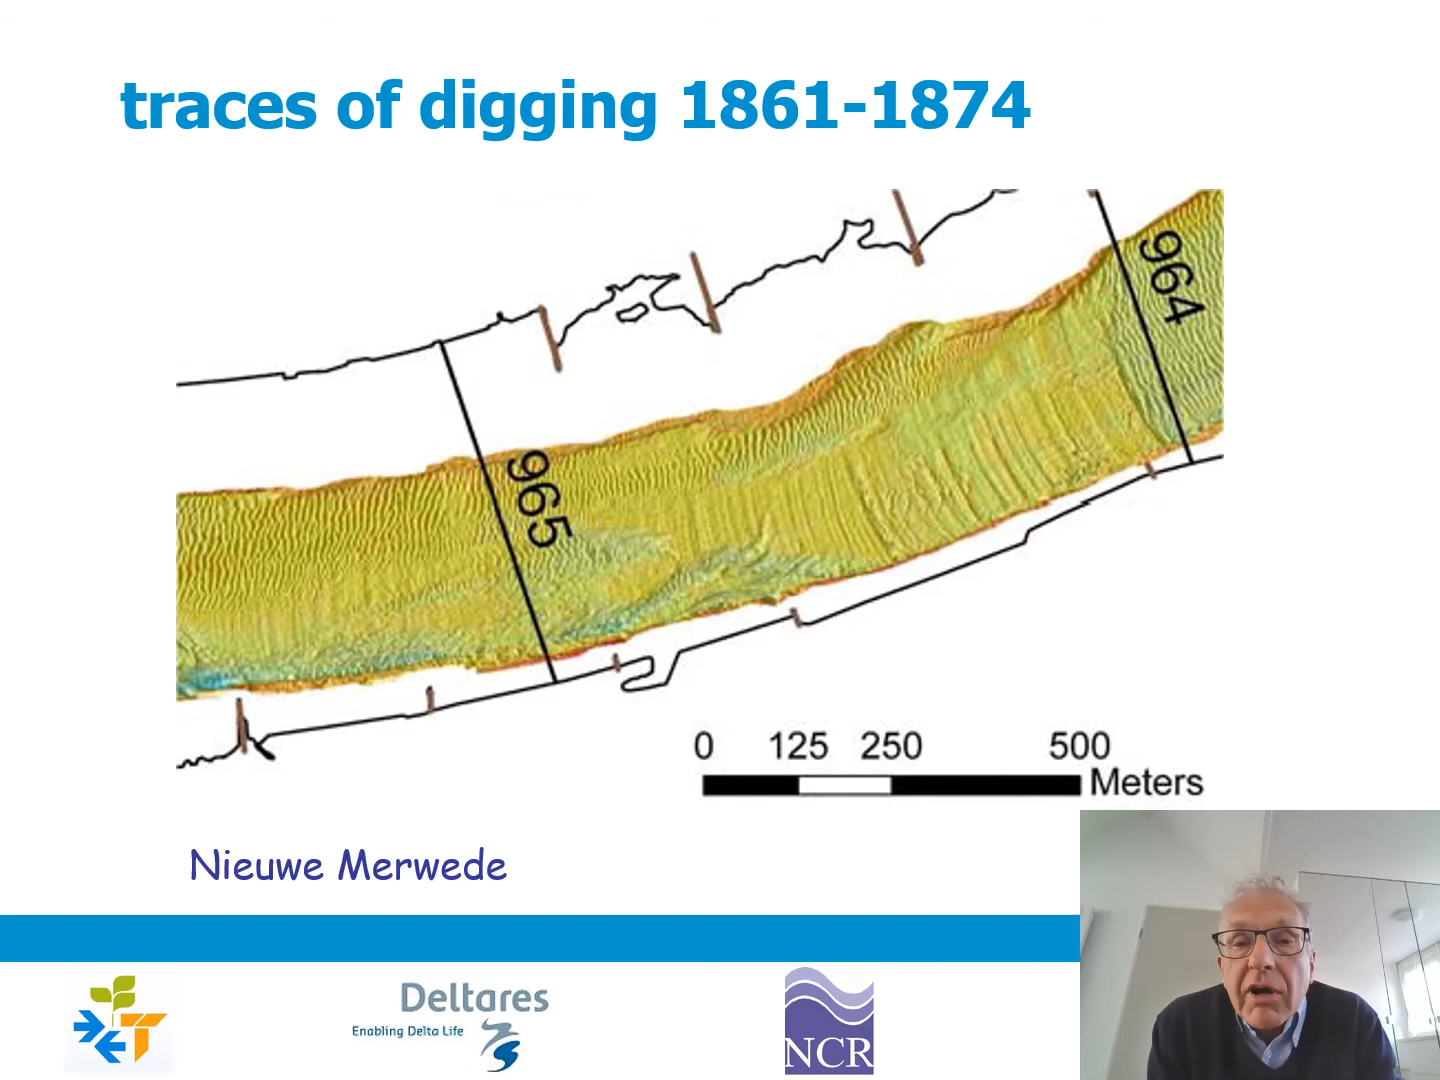 traces of digging 1861-1874
964
965
0 125 250 500
Meters
Nieuwe Merwede
Deltares
Enabling Delta Life
NCR